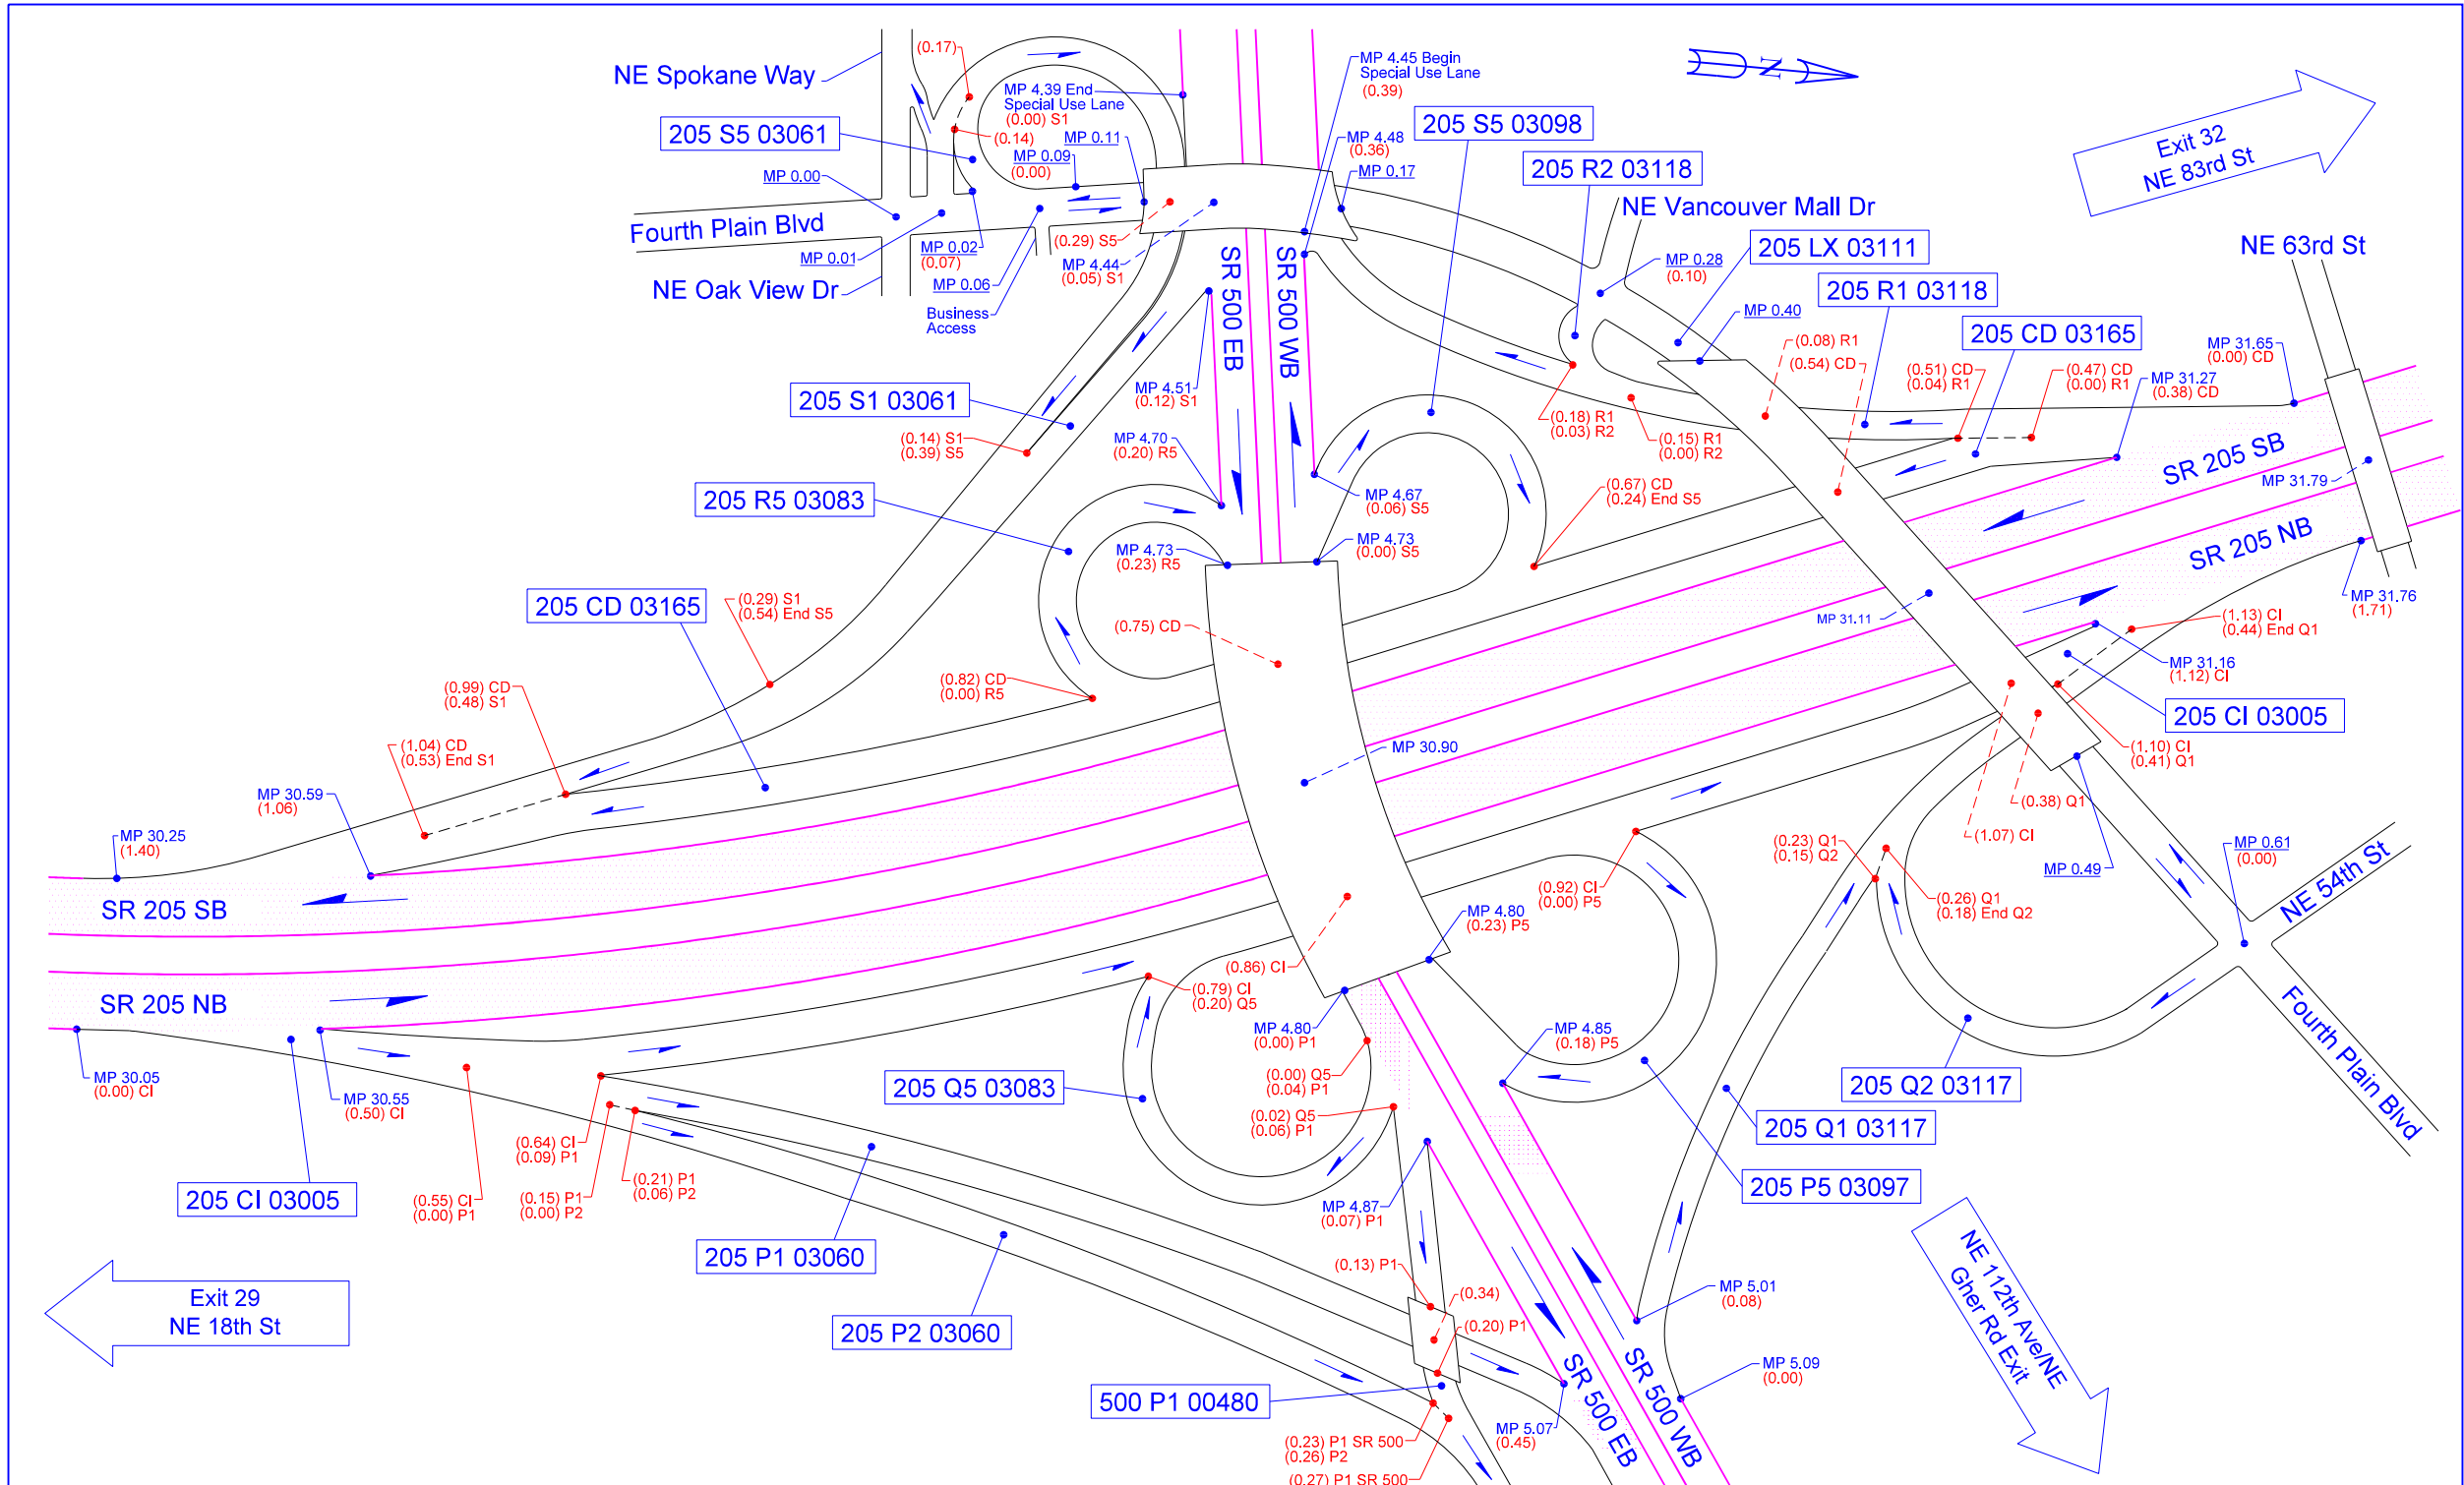 NE Spokane Way
(0.17)
MP 4.39 End
Special Use Lane
(0.00) S1
MP 4.45 Begin
Special Use Lane
(0.39)
N
Exit 32
NE 83rd St
205 S5 03061
(0.14)
MP 0.11
MP 0.09
(0.00)
MP 0.00
MP 4.48
(0.36)
MP 0.17
205 S5 03098
205 R2 03118
NE Vancouver Mall Dr
Fourth Plain Blvd
MP 0.01
MP 0.02
(0.07)
MP 0.06
(0.29) S5
MP 4.44
(0.05) S1
NE Oak View Dr
Business
Access
SR 500 EB
SR 500 WB
MP 0.28
(0.10)
205 LX 03111
NE 63rd St
205 R1 03118
MP 0.40
205 CD 03165
(0.08) R1
(0.54) CD
(0.51) CD
(0.04) R1
(0.47) CD
(0.00) R1
MP 31.65
(0.00) CD
MP 31.27
(0.38) CD
205 S1 03061
MP 4.51
(0.12) S1
(0.14) S1
(0.39) S5
MP 4.70
(0.20) R5
(0.18) R1
(0.03) R2
(0.15) R1
(0.00) R2
SR 205 SB
MP 31.79
205 R5 03083
MP 4.67
(0.06) S5
(0.67) CD
(0.24) End S5
MP 4.73
(0.23) R5
MP 4.73
(0.00) S5
SR 205 NB
MP 31.76
(1.71)
205 CD 03165
(0.29) S1
(0.54) End S5
(0.75) CD
MP 31.11
(1.13) CI
(0.44) End Q1
MP 31.16
(1.12) CI
(0.99) CD
(0.48) S1
(0.82) CD
(0.00) R5
205 CI 03005
(1.04) CD
(0.53) End S1
MP 30.90
(1.10) CI
(0.41) Q1
MP 30.59
(1.06)
(0.38) Q1
(1.07) CI
MP 30.25
(1.40)
(0.23) Q1
(0.15) Q2
MP 0.49
MP 0.61
(0.00)
NE 54th St
SR 205 SB
(0.92) CI
(0.00) P5
(0.26) Q1
(0.18) End Q2
MP 4.80
(0.23) P5
(0.86) CI
SR 205 NB
(0.79) CI
(0.20) Q5
MP 4.80
(0.00) P1
MP 4.85
(0.18) P5
Fourth Plain Blvd
MP 30.05
(0.00) CI
MP 30.55
(0.50) CI
205 Q5 03083
(0.00) Q5
(0.04) P1
205 Q2 03117
(0.02) Q5
(0.06) P1
205 Q1 03117
(0.64) CI
(0.09) P1
(0.21) P1
(0.06) P2
205 CI 03005
(0.55) CI
(0.00) P1
(0.15) P1
(0.00) P2
205 P5 03097
MP 4.87
(0.07) P1
205 P1 03060
(0.13) P1
(0.34)
MP 5.01
(0.08)
NE 112th Ave/NE
Gher Rd Exit
Exit 29
NE 18th St
205 P2 03060
(0.20) P1
SR 500 EB
SR 500 WB
MP 5.09
(0.00)
500 P1 00480
MP 5.07
(0.45)
(0.23) P1 SR 500
(0.26) P2
(0.27) P1 SR 500